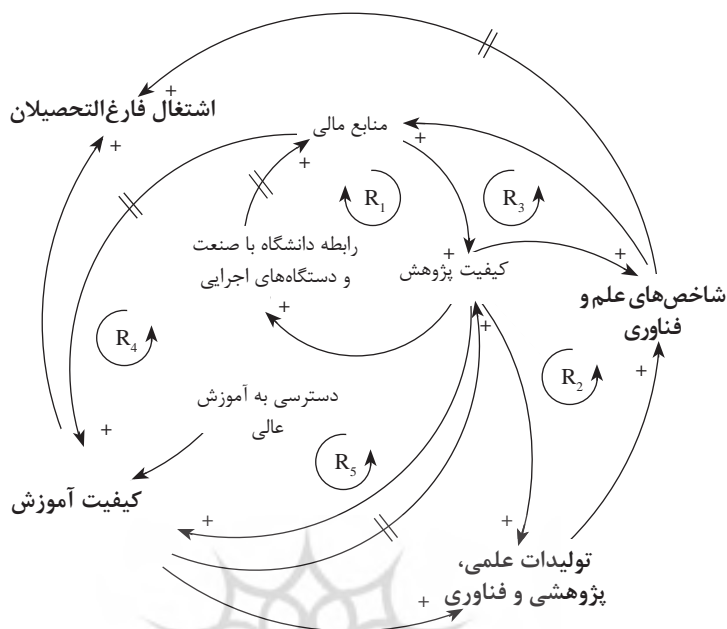 اشتغال فارغ‌التحصیلان
منابع مالی
R1
R3
رابطه دانشگاه با صنعت
و دستگاه‌های اجرایی
کیفیت پژوهش
شاخص‌های علم و
فناوری
R4
R2
دسترسی به آموزش
عالی
R5
کیفیت آموزش
تولیدات علمی،
پژوهشی و فناوری
+
+
+
+
+
+
+
+
+
+
+
+
+